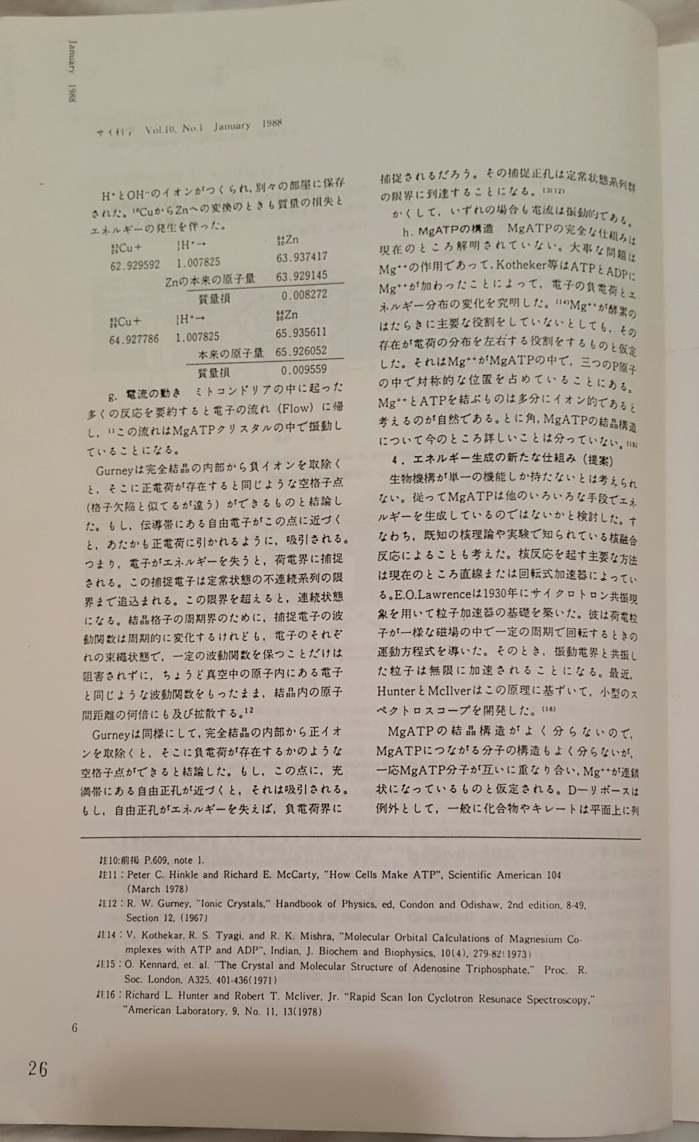 January 1988
サイ科学 Vol.10, No.1 January 1988
H⁺とOH⁻のイオンがつくられ,別々の部屋に保存
された。¹⁸CuからZnへの変換のときも質量の損失と
エネルギーの発生を伴った。
Cu+ H⁺→ Zn
62.929592 1.007825 63.937417
Znの本来の原子量 63.929145
質量損 0.008272
Cu+ H⁺→ Zn
64.927786 1.007825 65.935611
本来の原子量 65.926052
質量損 0.009559
g. 電流の動き ミトコンドリアの中に起った
多くの反応を要約すると電子の流れ (Flow) に帰
し,¹¹この流れはMgATPクリスタルの中で振動し
ていることになる。
Gurneyは完全結晶の内部から負イオンを取除く
と,そこに正電荷が存在すると同じような空格子点
(格子欠陥と似てるが違う) ができるものと結論し
た。もし,伝導帯にある自由電子がこの点に近づく
と,あたかも正電荷に引かれるように,吸引される。
つまり,電子がエネルギーを失うと,荷電界に捕捉
される。この捕捉電子は定常状態の不連続系列の限
界まで追込まれる。この限界を超えると,連続状態
になる。結晶格子の周期界のために,捕捉電子の波
動関数は周期的に変化するけれども,電子のそれぞ
れの束縄状態で,一定の波動関数を保つことだけは
阻害されずに,ちょうど真空中の原子内にある電子
と同じような波動関数をもったまま,結晶内の原子
間距離の何倍にも及び拡散する。¹²
Gurneyは同様にして,完全結晶の内部から正イオ
ンを取除くと,そこに負電荷が存在するかのような
空格子点ができると結論した。もし,この点に,充
満帯にある自由正孔が近づくと,それは吸引される。
もし,自由正孔がエネルギーを失えば,負電荷界に
捕捉されるだろう。その捕捉正孔は定常状態系列群
の限界に到達することになる。¹³⁽¹²⁾
かくして,いずれの場合も電流は振動的である。
h. MgATPの構造 MgATPの完全な仕組みは
現在のところ解明されていない。大事な問題は
Mg⁺⁺の作用であって,Kotheker等はATPとADPに
Mg⁺⁺が加わったことによって,電子の負電荷とエ
ネルギー分布の変化を究明した。⁽¹⁴⁾Mg⁺⁺が酵素の
はたらきに主要な役割をしていないとしても,その
存在が電荷の分布を左右する役割をするものと仮定
した。それはMg⁺⁺がMgATPの中で,三つのP原子
の中で対称的な位置を占めていることにある。
Mg⁺⁺とATPを結ぶものは多分にイオン的であると
考えるのが自然である。とに角,MgATPの結晶構造
について今のところ詳しいことは分っていない。⁽¹⁵⁾
4.エネルギー生成の新たな仕組み (提案)
生物機構が単一の機能しか持たないとは考えられ
ない。従ってMgATPは他のいろいろな手段でエネ
ルギーを生成しているのではないかと検討した。す
なわち,既知の核理論や実験で知られている核融合
反応によることも考えた。核反応を起す主要な方法
は現在のところ直線または回転式加速器によってい
る。E.O.Lawrenceは1930年にサイクロトロン共振現
象を用いて粒子加速器の基礎を築いた。彼は荷電粒
子が一様な磁場の中で一定の周期で回転するときの
運動方程式を導いた。そのとき,振動電界と共振し
た粒子は無限に加速されることになる。最近,
HunterとMcIlverはこの原理に基ずいて,小型のス
ペクトロスコープを開発した。⁽¹⁶⁾
MgATPの結晶構造がよく分らないので,
MgATPにつながる分子の構造もよく分らないが,
一応MgATP分子が互いに重なり合い,Mg⁺⁺が連鎖
状になっているものと仮定される。D―リボースは
例外として,一般に化合物やキレートは平面上に列
註10:前掲 P.609, note 1.
註11:Peter C. Hinkle and Richard E. McCarty, "How Cells Make ATP", Scientific American 104
(March 1978)
註12:R. W. Gurney, "Ionic Crystals," Handbook of Physics, ed, Condon and Odishaw, 2nd edition, 8-49,
Section 12, (1967)
註14:V. Kothekar, R. S. Tyagi, and R. K. Mishra, "Molecular Orbital Calculations of Magnesium Co-
mplexes with ATP and ADP", Indian, J. Biochem and Biophysics, 10(4), 279-82(1973)
註15:O. Kennard, et. al. "The Crystal and Molecular Structure of Adenosine Triphosphate," Proc. R.
Soc. London, A325, 401-436(1971)
註16:Richard L. Hunter and Robert T. Mcliver, Jr. "Rapid Scan Ion Cyclotron Resonace Spectroscopy,"
"American Laboratory, 9, No. 11, 13(1978)
6
26